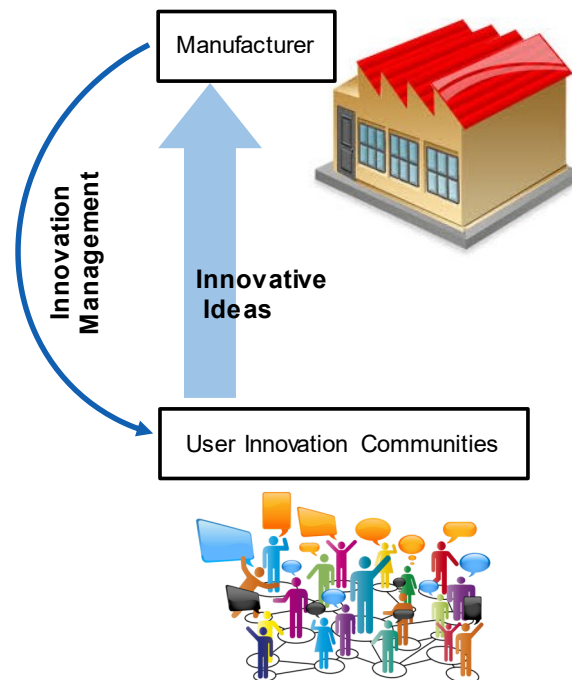 Manufacturer
Innovation
Management
Innovative
Ideas
User Innovation Communities